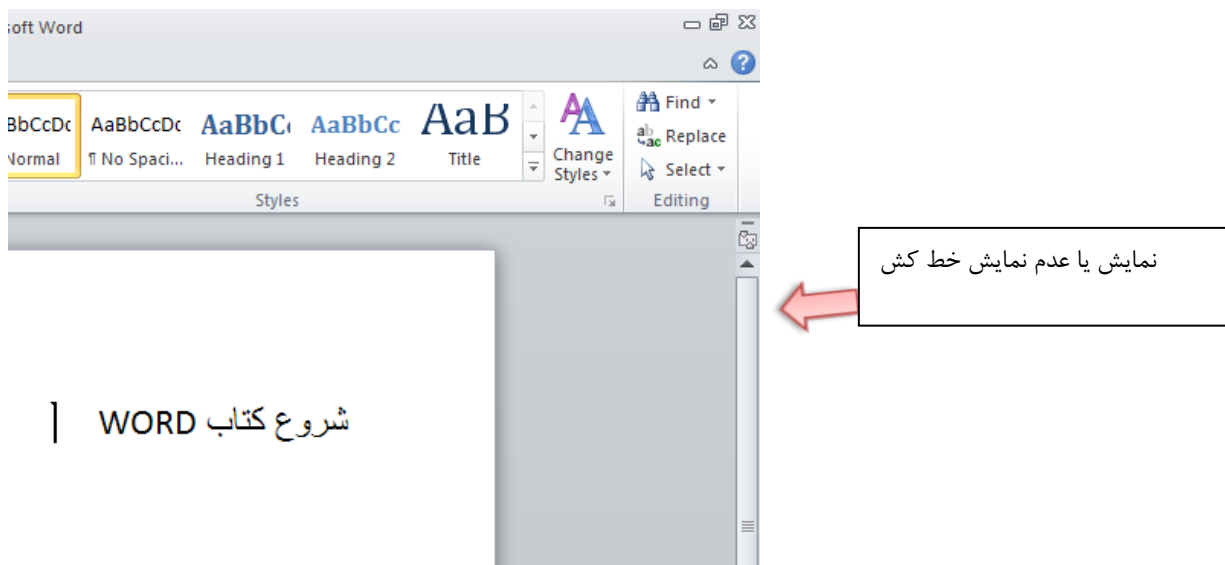 soft Word
Find
Replace
Select
Editing
BbCcDc AaBbCcDc AaBbC AaBbCc AaB
Normal ¶ No Spaci... Heading 1 Heading 2 Title
Change
Styles
Styles
نمایش یا عدم نمایش خط کش
شروع کتاب WORD